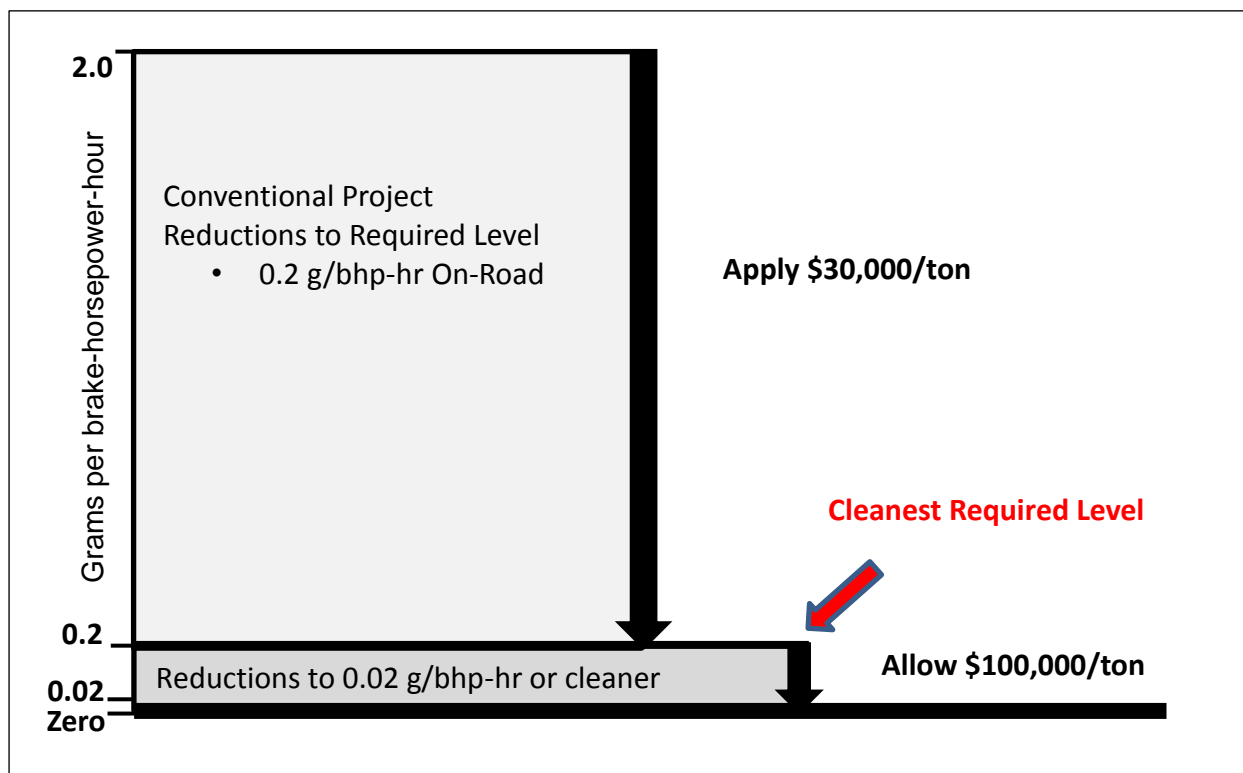 2.0
Grams per brake-horsepower-hour
Conventional Project
Reductions to Required Level
• 0.2 g/bhp-hr On-Road
Apply $30,000/ton
Cleanest Required Level
0.2
Reductions to 0.02 g/bhp-hr or cleaner
Allow $100,000/ton
0.02
Zero